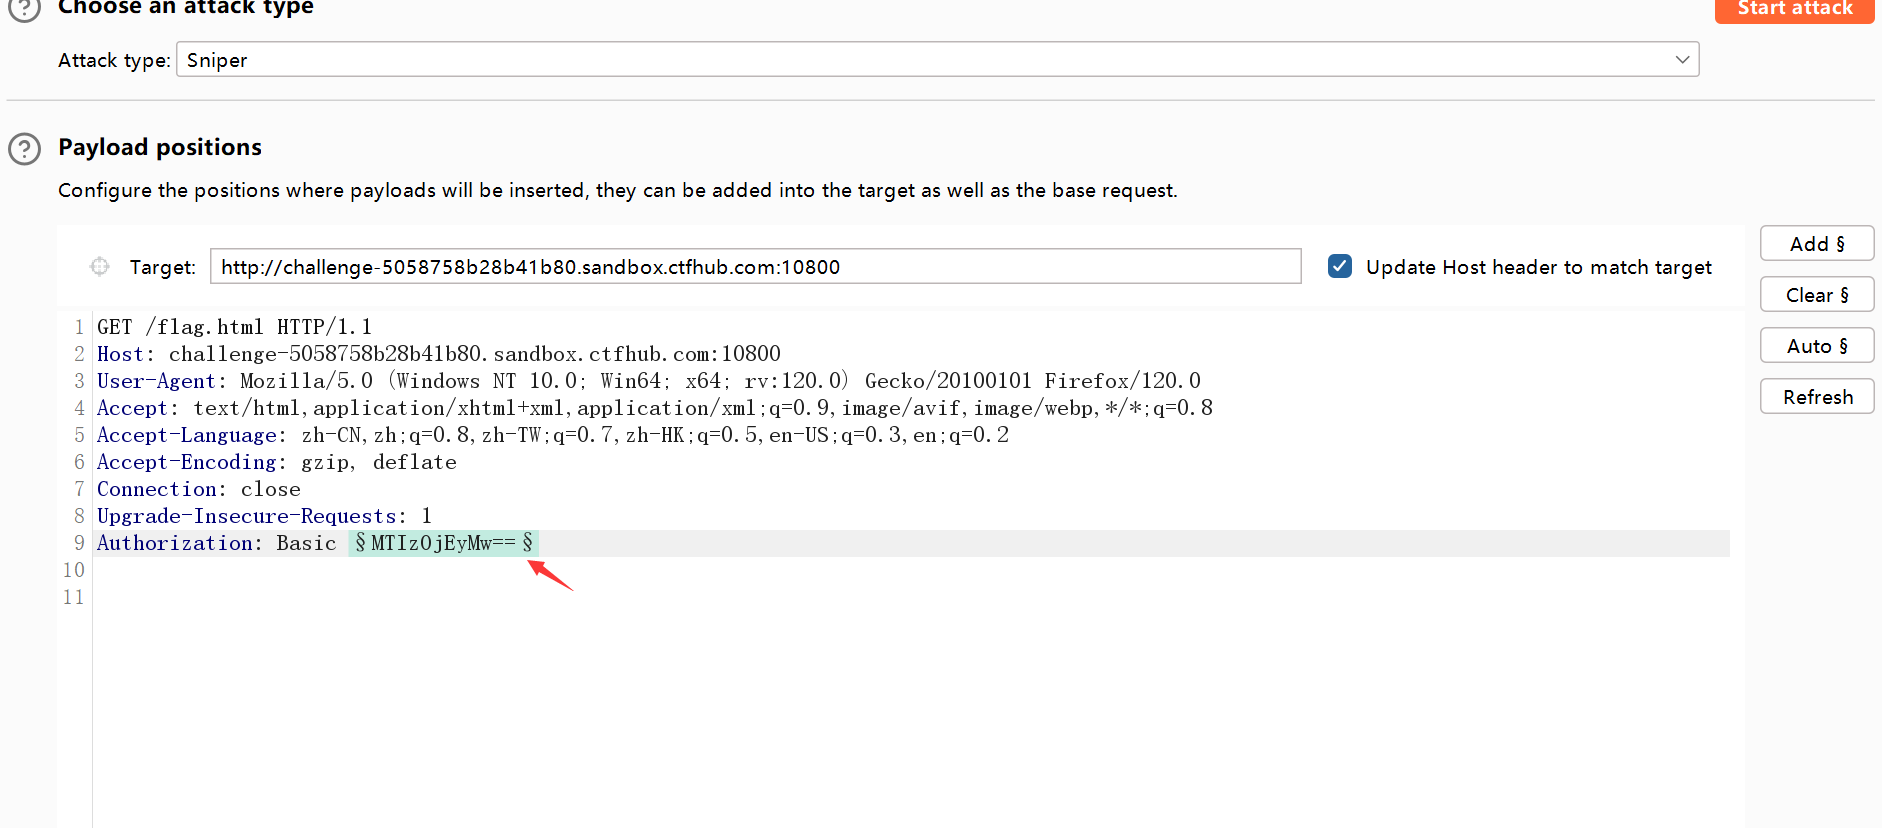 Choose an attack type
Start attack
Attack type: Sniper
Payload positions
Configure the positions where payloads will be inserted, they can be added into the target as well as the base request.
Target: http://challenge-5058758b28b41b80.sandbox.ctfhub.com:10800
Update Host header to match target
Add §
Clear §
Auto §
Refresh
1 GET /flag.html HTTP/1.1
2 Host: challenge-5058758b28b41b80.sandbox.ctfhub.com:10800
3 User-Agent: Mozilla/5.0 (Windows NT 10.0; Win64; x64; rv:120.0) Gecko/20100101 Firefox/120.0
4 Accept: text/html,application/xhtml+xml,application/xml;q=0.9,image/avif,image/webp,*/*;q=0.8
5 Accept-Language: zh-CN,zh;q=0.8,zh-TW;q=0.7,zh-HK;q=0.5,en-US;q=0.3,en;q=0.2
6 Accept-Encoding: gzip, deflate
7 Connection: close
8 Upgrade-Insecure-Requests: 1
9 Authorization: Basic §MTIzOjEyMw==§
10
11